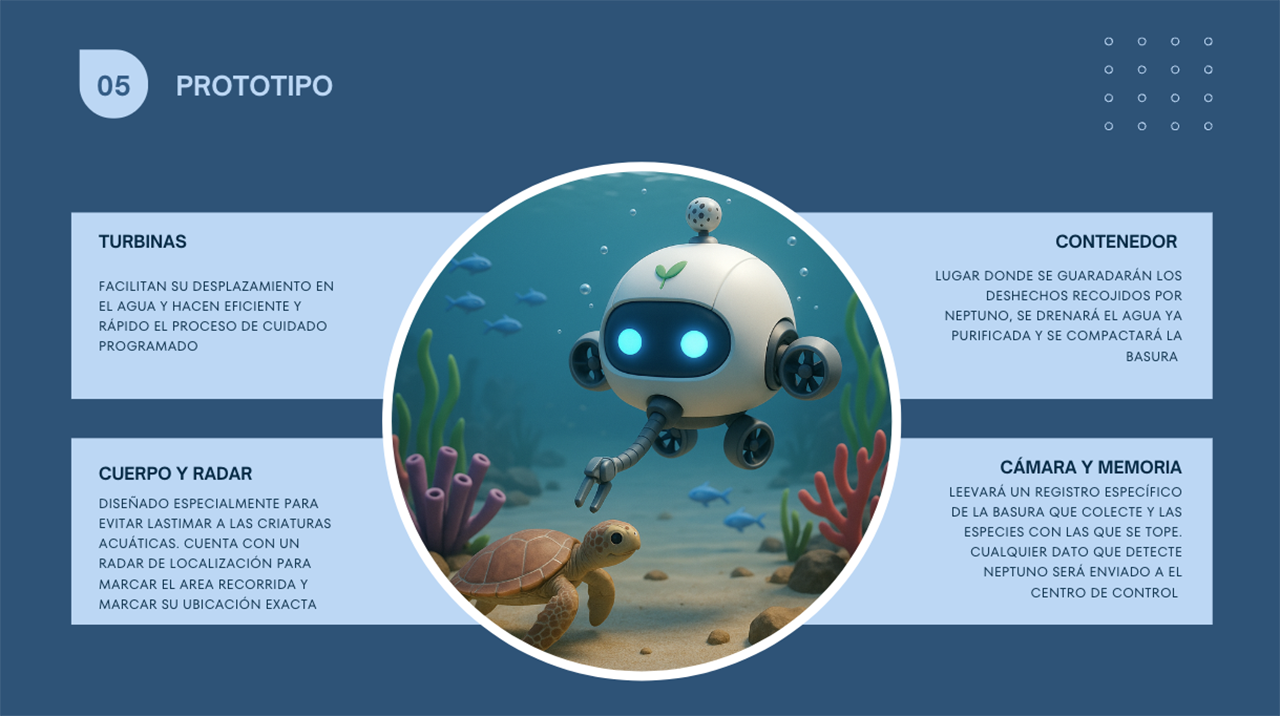 05
PROTOTIPO
TURBINAS
FACILITAN SU DESPLAZAMIENTO EN
EL AGUA Y HACEN EFICIENTE Y
RÁPIDO EL PROCESO DE CUIDADO
PROGRAMADO
CONTENEDOR
LUGAR DONDE SE GUARADARÁN LOS
DESHECHOS RECOJIDOS POR
NEPTUNO, SE DRENARÁ EL AGUA YA
PURIFICADA Y SE COMPACTARÁ LA
BASURA
CUERPO Y RADAR
DISEÑADO ESPECIALMENTE PARA
EVITAR LASTIMAR A LAS CRIATURAS
ACUÁTICAS. CUENTA CON UN
RADAR DE LOCALIZACIÓN PARA
MARCAR EL AREA RECORRIDA Y
MARCAR SU UBICACIÓN EXACTA
CÁMARA Y MEMORIA
LEEVARÁ UN REGISTRO ESPECÍFICO
DE LA BASURA QUE COLECTE Y LAS
ESPECIES CON LAS QUE SE TOPE.
CUALQUIER DATO QUE DETECTE
NEPTUNO SERÁ ENVIADO A EL
CENTRO DE CONTROL